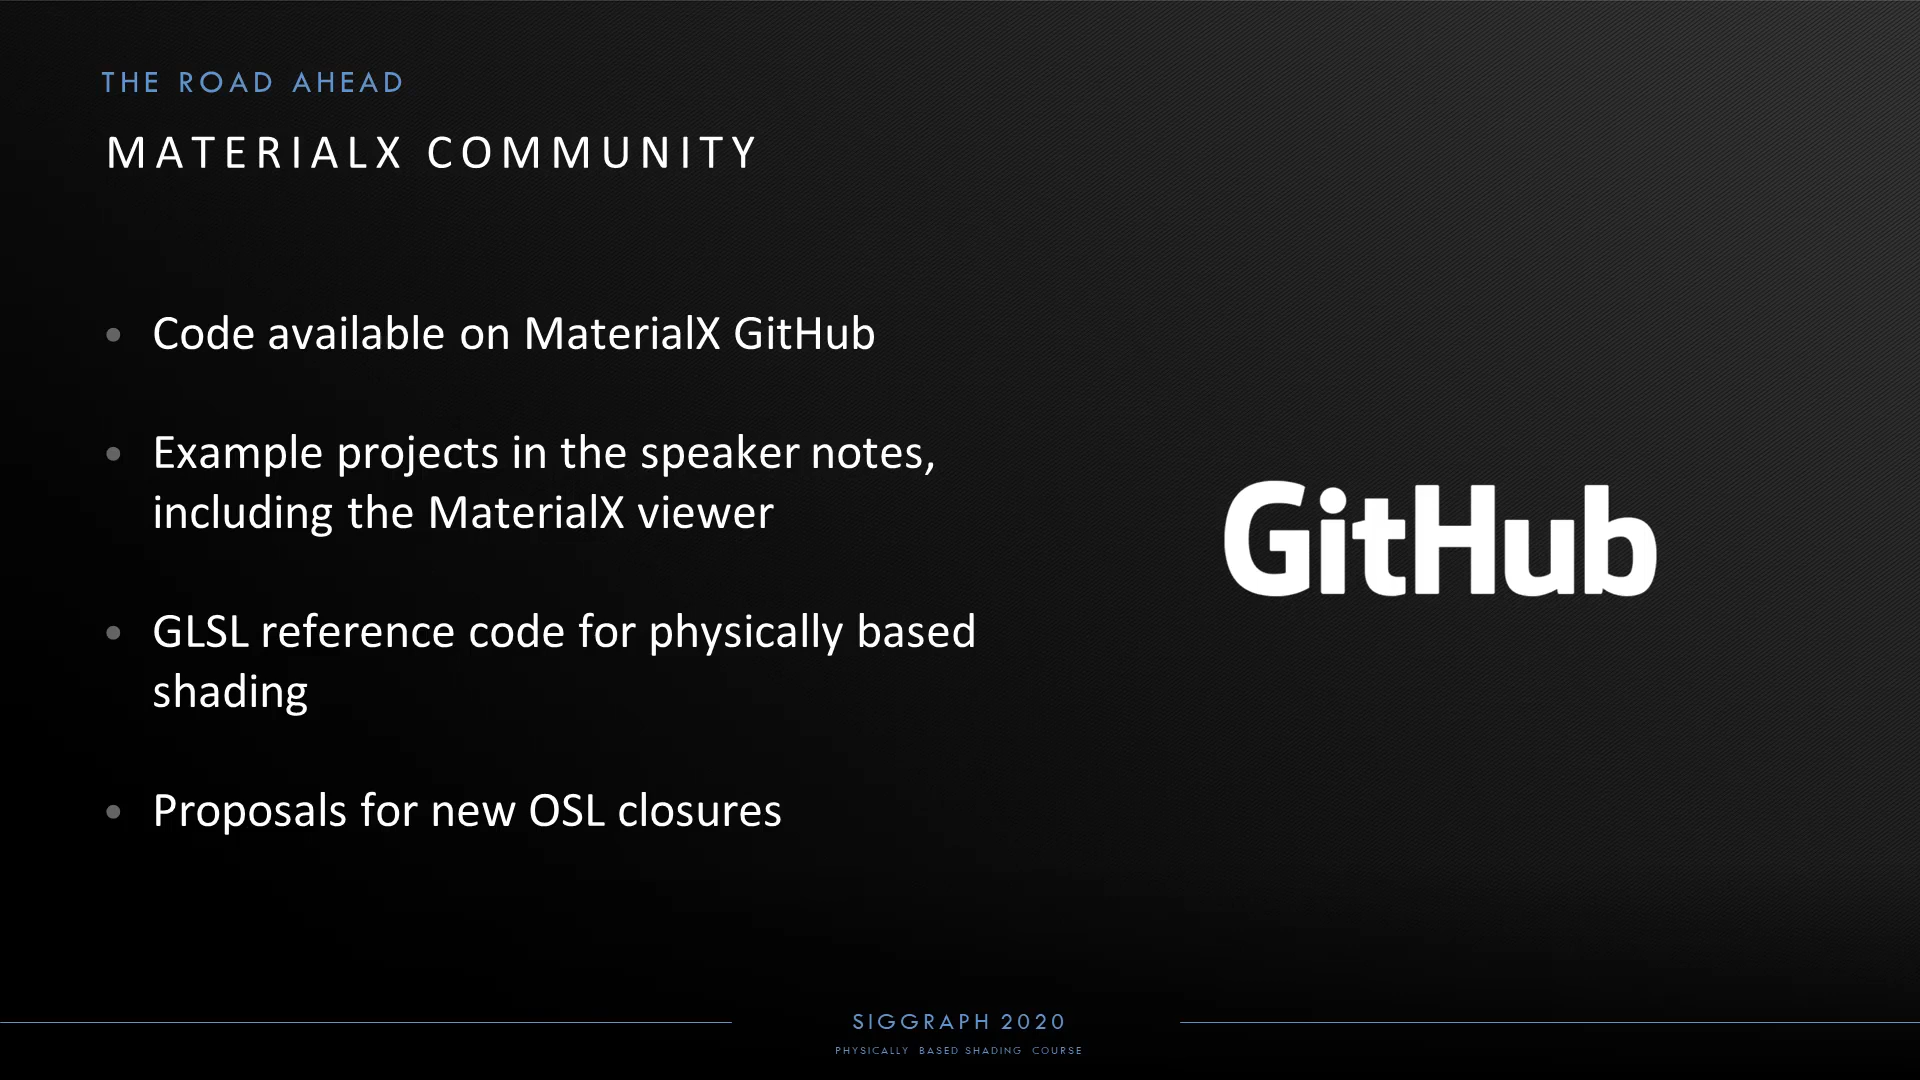 THE ROAD AHEAD
MATERIALX COMMUNITY
• Code available on MaterialX GitHub
• Example projects in the speaker notes,
including the MaterialX viewer
• GLSL reference code for physically based
shading
• Proposals for new OSL closures
GitHub
SIGGRAPH 2020
PHYSICALLY BASED SHADING COURSE